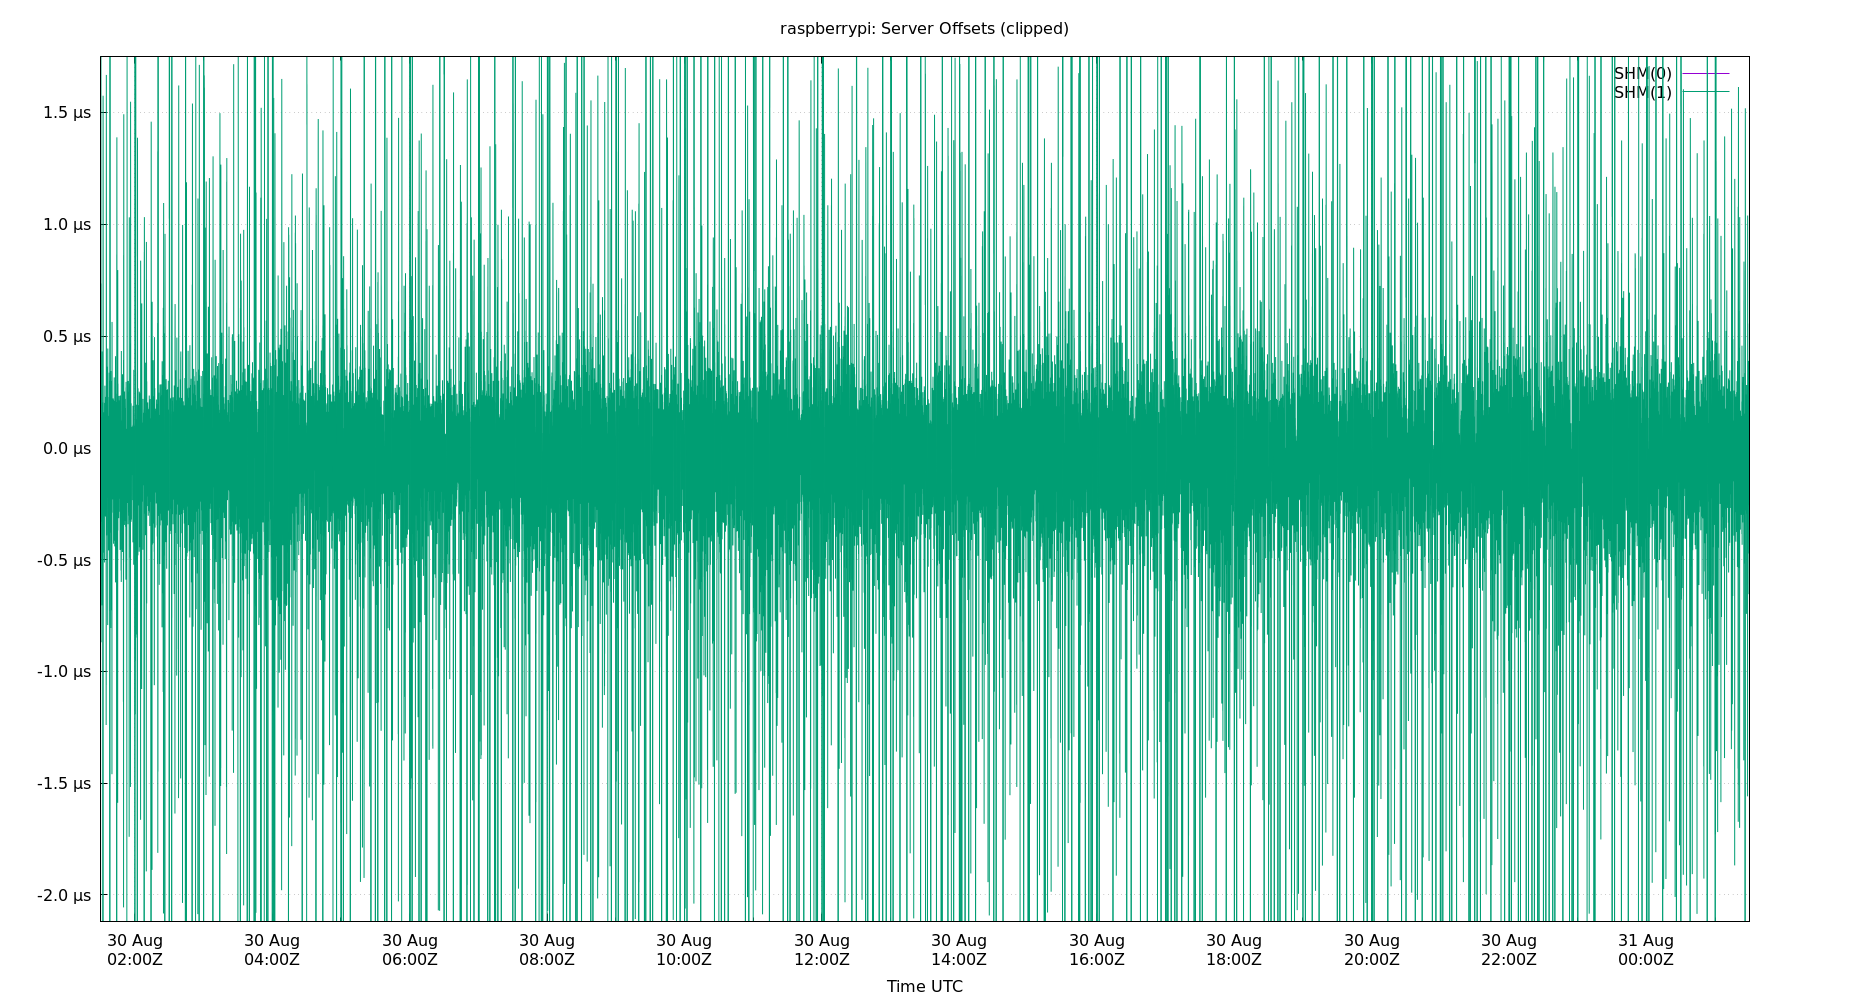 raspberrypi: Server Offsets (clipped)
SHM(0)
SHM(1)
1.5 µs
1.0 µs
0.5 µs
0.0 µs
-0.5 µs
-1.0 µs
-1.5 µs
-2.0 µs
30 Aug 30 Aug 30 Aug 30 Aug 30 Aug 30 Aug 30 Aug 30 Aug 30 Aug 30 Aug 30 Aug 31 Aug
02:00Z 04:00Z 06:00Z 08:00Z 10:00Z 12:00Z 14:00Z 16:00Z 18:00Z 20:00Z 22:00Z 00:00Z
Time UTC